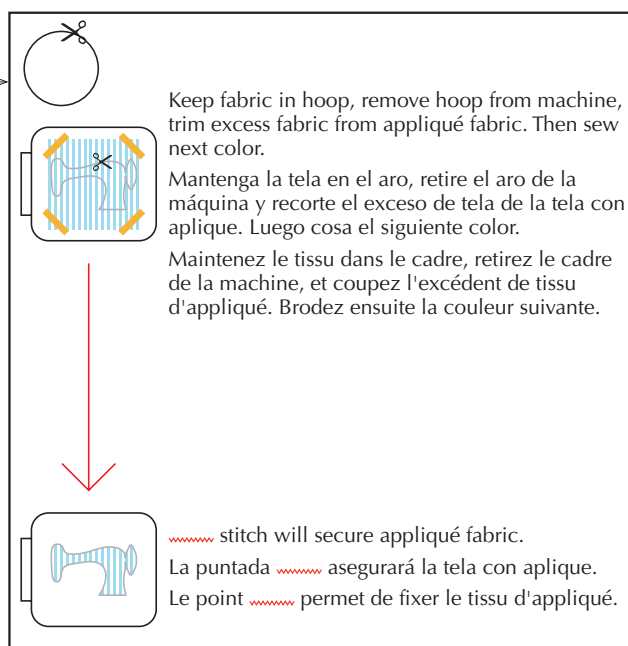 Keep fabric in hoop, remove hoop from machine,
trim excess fabric from appliqué fabric. Then sew
next color.
Mantenga la tela en el aro, retire el aro de la
máquina y recorte el exceso de tela de la tela con
aplique. Luego cosa el siguiente color.
Maintenez le tissu dans le cadre, retirez le cadre
de la machine, et coupez l'excédent de tissu
d'appliqué. Brodez ensuite la couleur suivante.
stitch will secure appliqué fabric.
La puntada asegurará la tela con aplique.
Le point permet de fixer le tissu d'appliqué.